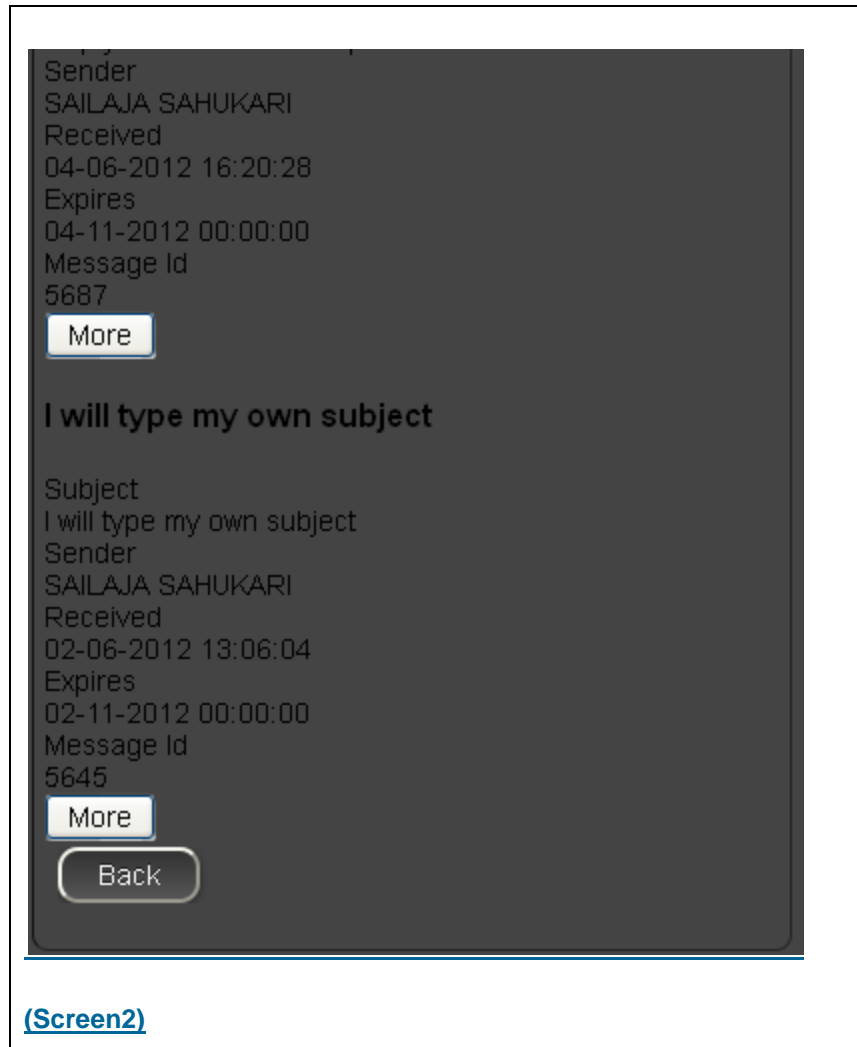 Sender
SAILAJA SAHUKARI
Received
04-06-2012 16:20:28
Expires
04-11-2012 00:00:00
Message Id
5687
More
I will type my own subject
Subject
I will type my own subject
Sender
SAILAJA SAHUKARI
Received
02-06-2012 13:06:04
Expires
02-11-2012 00:00:00
Message Id
5645
More
Back
(Screen2)